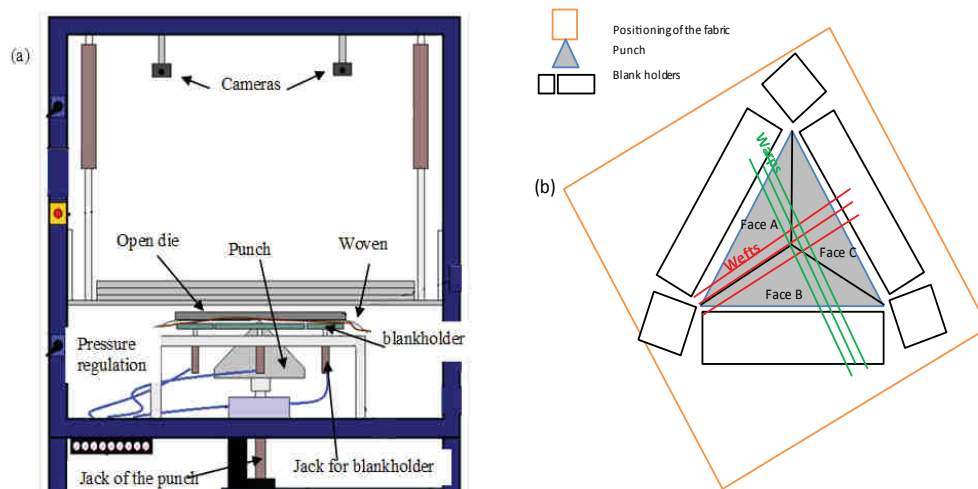 (a)
Cameras
Open die
Punch
Woven
blankholder
Pressure
regulation
Jack of the punch
Jack for blankholder
Positioning of the fabric
Punch
Blank holders
(b)
Warps
Wefts
Face A
Face C
Face B